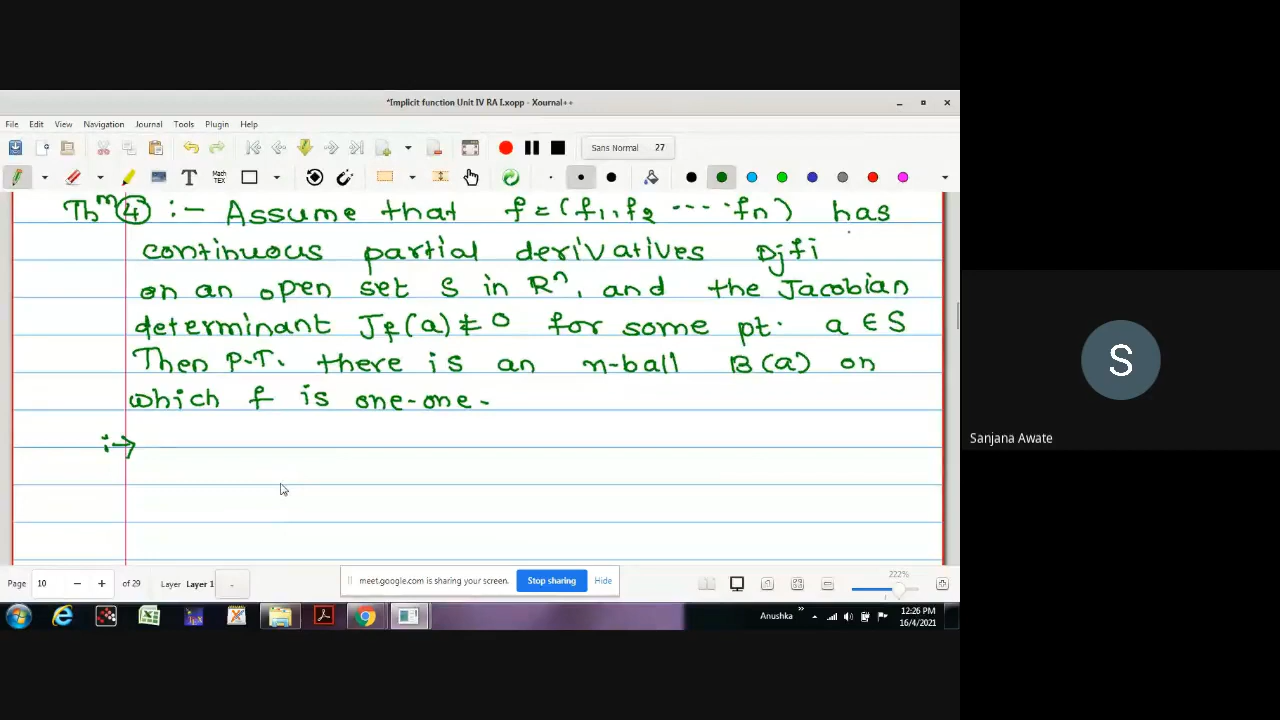 *Implicit function Unit IV RA I.xopp - Xournal++
File Edit View Navigation Journal Tools Plugin Help
Sans Normal 27
Thm ④ :- Assume that f=(f1,f2 ---- fn) has
continuous partial derivatives Djfi
on an open set S in Rⁿ, and the Jacobian
determinant Jf(a) ≠ 0 for some pt. a ∈ S
Then P.T. there is an n-ball B(a) on
which f is one-one.
:→
S
Sanjana Awate
Page 10 of 29 Layer Layer 1
meet.google.com is sharing your screen. Stop sharing Hide
222%
Anushka
12:26 PM
16/4/2021